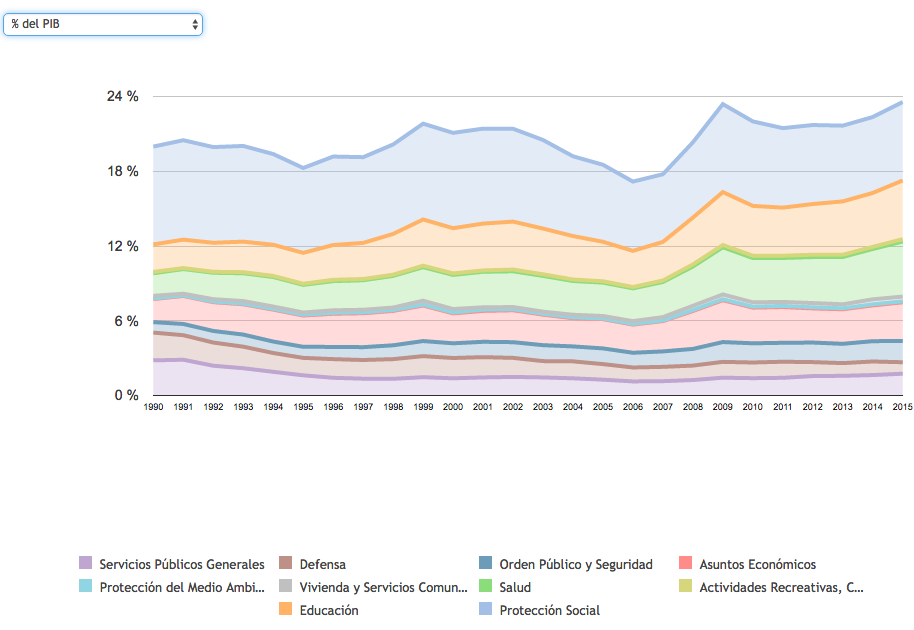 % del PIB
24 %
18 %
12 %
6 %
0 %
1990 1991 1992 1993 1994 1995 1996 1997 1998 1999 2000 2001 2002 2003 2004 2005 2006 2007 2008 2009 2010 2011 2012 2013 2014 2015
Servicios Públicos Generales Defensa Orden Público y Seguridad Asuntos Económicos
Protección del Medio Ambi... Vivienda y Servicios Comun... Salud Actividades Recreativas, C...
Educación Protección Social